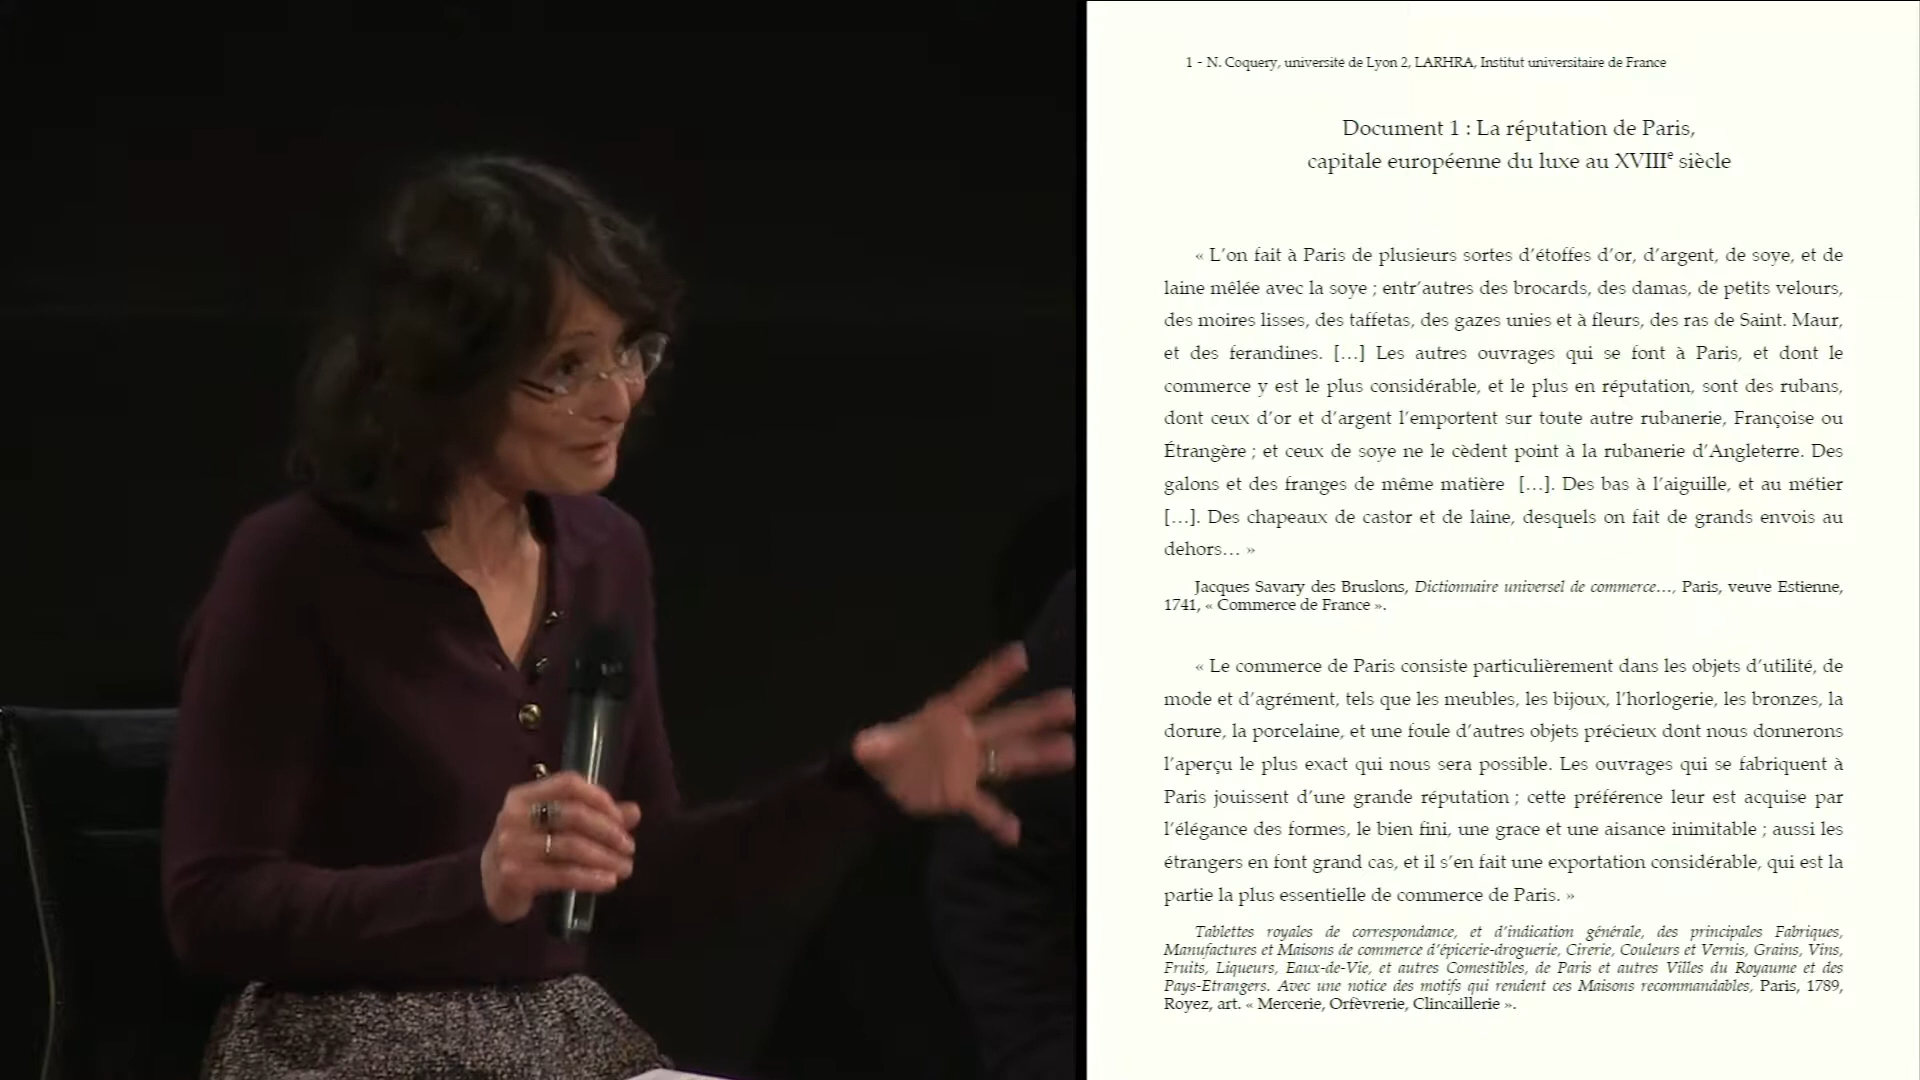 1 - N. Coquery, université de Lyon 2, LARHRA, Institut universitaire de France
Document 1 : La réputation de Paris,
capitale européenne du luxe au XVIIIe siècle
« L'on fait à Paris de plusieurs sortes d'étoffes d'or, d'argent, de soye, et de
laine mêlée avec la soye ; entr'autres des brocards, des damas, de petits velours,
des moires lisses, des taffetas, des gazes unies et à fleurs, des ras de Saint. Maur,
et des ferandines. […] Les autres ouvrages qui se font à Paris, et dont le
commerce y est le plus considérable, et le plus en réputation, sont des rubans,
dont ceux d'or et d'argent l'emportent sur toute autre rubanerie, Françoise ou
Étrangère ; et ceux de soye ne le cèdent point à la rubanerie d'Angleterre. Des
galons et des franges de même matière […]. Des bas à l'aiguille, et au métier
[…]. Des chapeaux de castor et de laine, desquels on fait de grands envois au
dehors… »
Jacques Savary des Bruslons, Dictionnaire universel de commerce…, Paris, veuve Estienne,
1741, « Commerce de France ».
« Le commerce de Paris consiste particulièrement dans les objets d'utilité, de
mode et d'agrément, tels que les meubles, les bijoux, l'horlogerie, les bronzes, la
dorure, la porcelaine, et une foule d'autres objets précieux dont nous donnerons
l'aperçu le plus exact qui nous sera possible. Les ouvrages qui se fabriquent à
Paris jouissent d'une grande réputation ; cette préférence leur est acquise par
l'élégance des formes, le bien fini, une grace et une aisance inimitable ; aussi les
étrangers en font grand cas, et il s'en fait une exportation considérable, qui est la
partie la plus essentielle de commerce de Paris. »
Tablettes royales de correspondance, et d'indication générale, des principales Fabriques,
Manufactures et Maisons de commerce d'épicerie-droguerie, Cirerie, Couleurs et Vernis, Grains, Vins,
Fruits, Liqueurs, Eaux-de-Vie, et autres Comestibles, de Paris et autres Villes du Royaume et des
Pays-Etrangers. Avec une notice des motifs qui rendent ces Maisons recommandables, Paris, 1789,
Royez, art. « Mercerie, Orfèvrerie, Clincaillerie ».